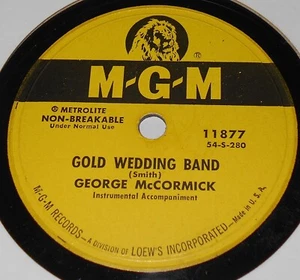 M-G-M
® METROLITE
NON-BREAKABLE
Under Normal Use
11877
54-S-280
GOLD WEDDING BAND
(Smith)
GEORGE McCORMICK
Instrumental Accompaniment
M-G-M RECORDS — A DIVISION OF LOEW'S INCORPORATED — Made in U.S.A.